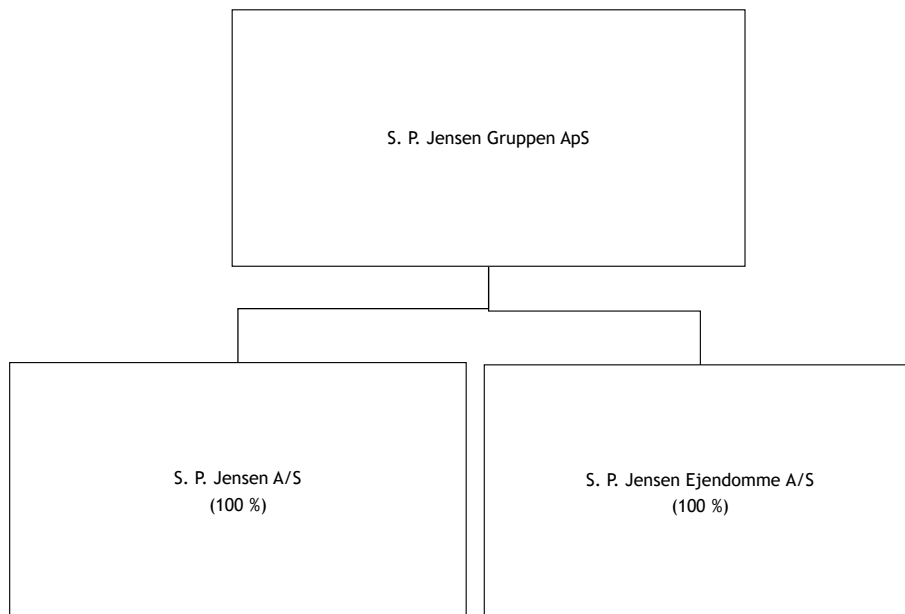 S. P. Jensen Gruppen ApS
S. P. Jensen A/S
(100 %)
S. P. Jensen Ejendomme A/S
(100 %)